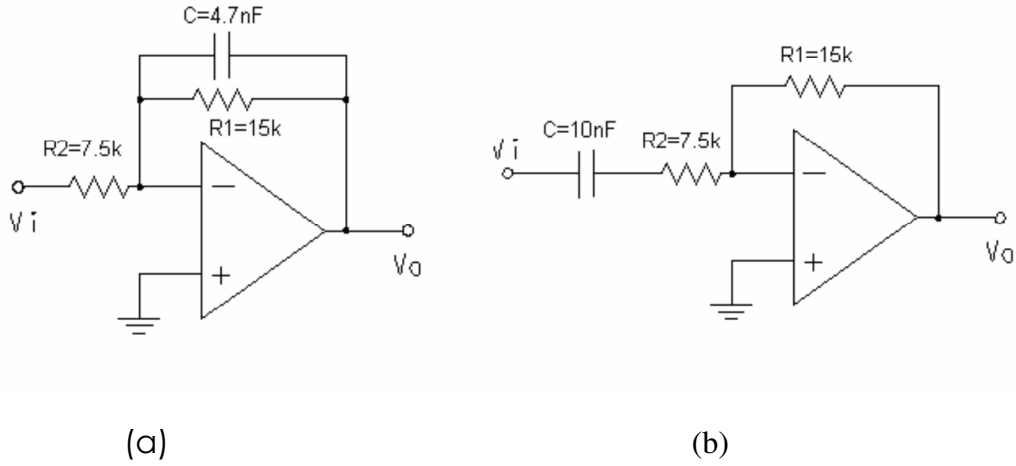 C=4.7nF
R1=15k
R2=7.5k
Vi
Vo
(a)
R1=15k
C=10nF
R2=7.5k
Vi
Vo
(b)